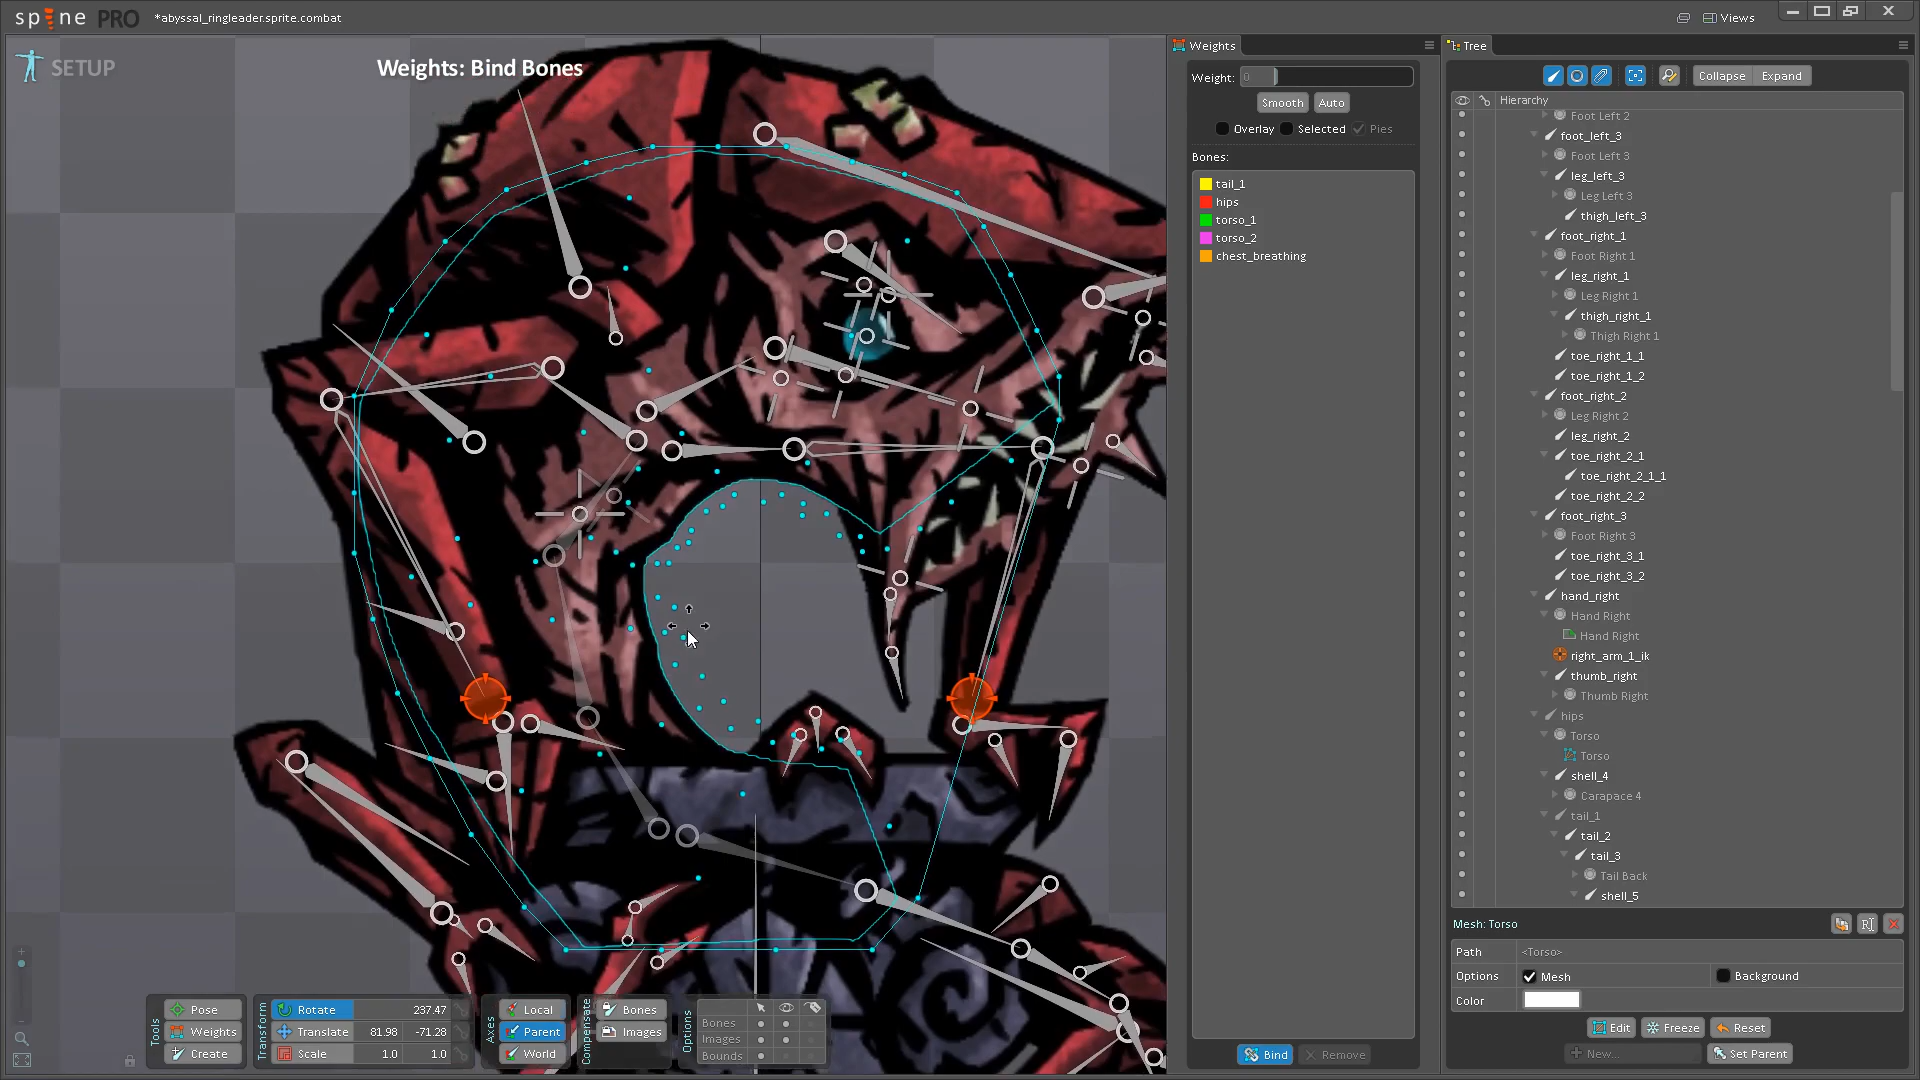 spine PRO *abyssal_ringleader.sprite.combat Views
SETUP
Weights: Bind Bones
Weights
Weight: 0
Smooth Auto
Overlay Selected Pies
Bones:
tail_1
hips
torso_1
torso_2
chest_breathing
Bind Remove
Tree
Collapse Expand
Hierarchy
Foot Left 2
foot_left_3
Foot Left 3
leg_left_3
Leg Left 3
thigh_left_3
foot_right_1
Foot Right 1
leg_right_1
Leg Right 1
thigh_right_1
Thigh Right 1
toe_right_1_1
toe_right_1_2
foot_right_2
Leg Right 2
leg_right_2
toe_right_2_1
toe_right_2_1_1
toe_right_2_2
foot_right_3
Foot Right 3
toe_right_3_1
toe_right_3_2
hand_right
Hand Right
Hand Right
right_arm_1_ik
thumb_right
Thumb Right
hips
Torso
Torso
shell_4
Carapace 4
tail_1
tail_2
tail_3
Tail Back
shell_5
Mesh: Torso
Path <Torso>
Options Mesh Background
Color
Edit Freeze Reset
New... Set Parent
Tools
Pose
Weights
Create
Transform
Rotate 237.47
Translate 81.98 -71.28
Scale 1.0 1.0
Axes
Local
Parent
World
Compensate
Bones
Images
Options
Bones
Images
Bounds